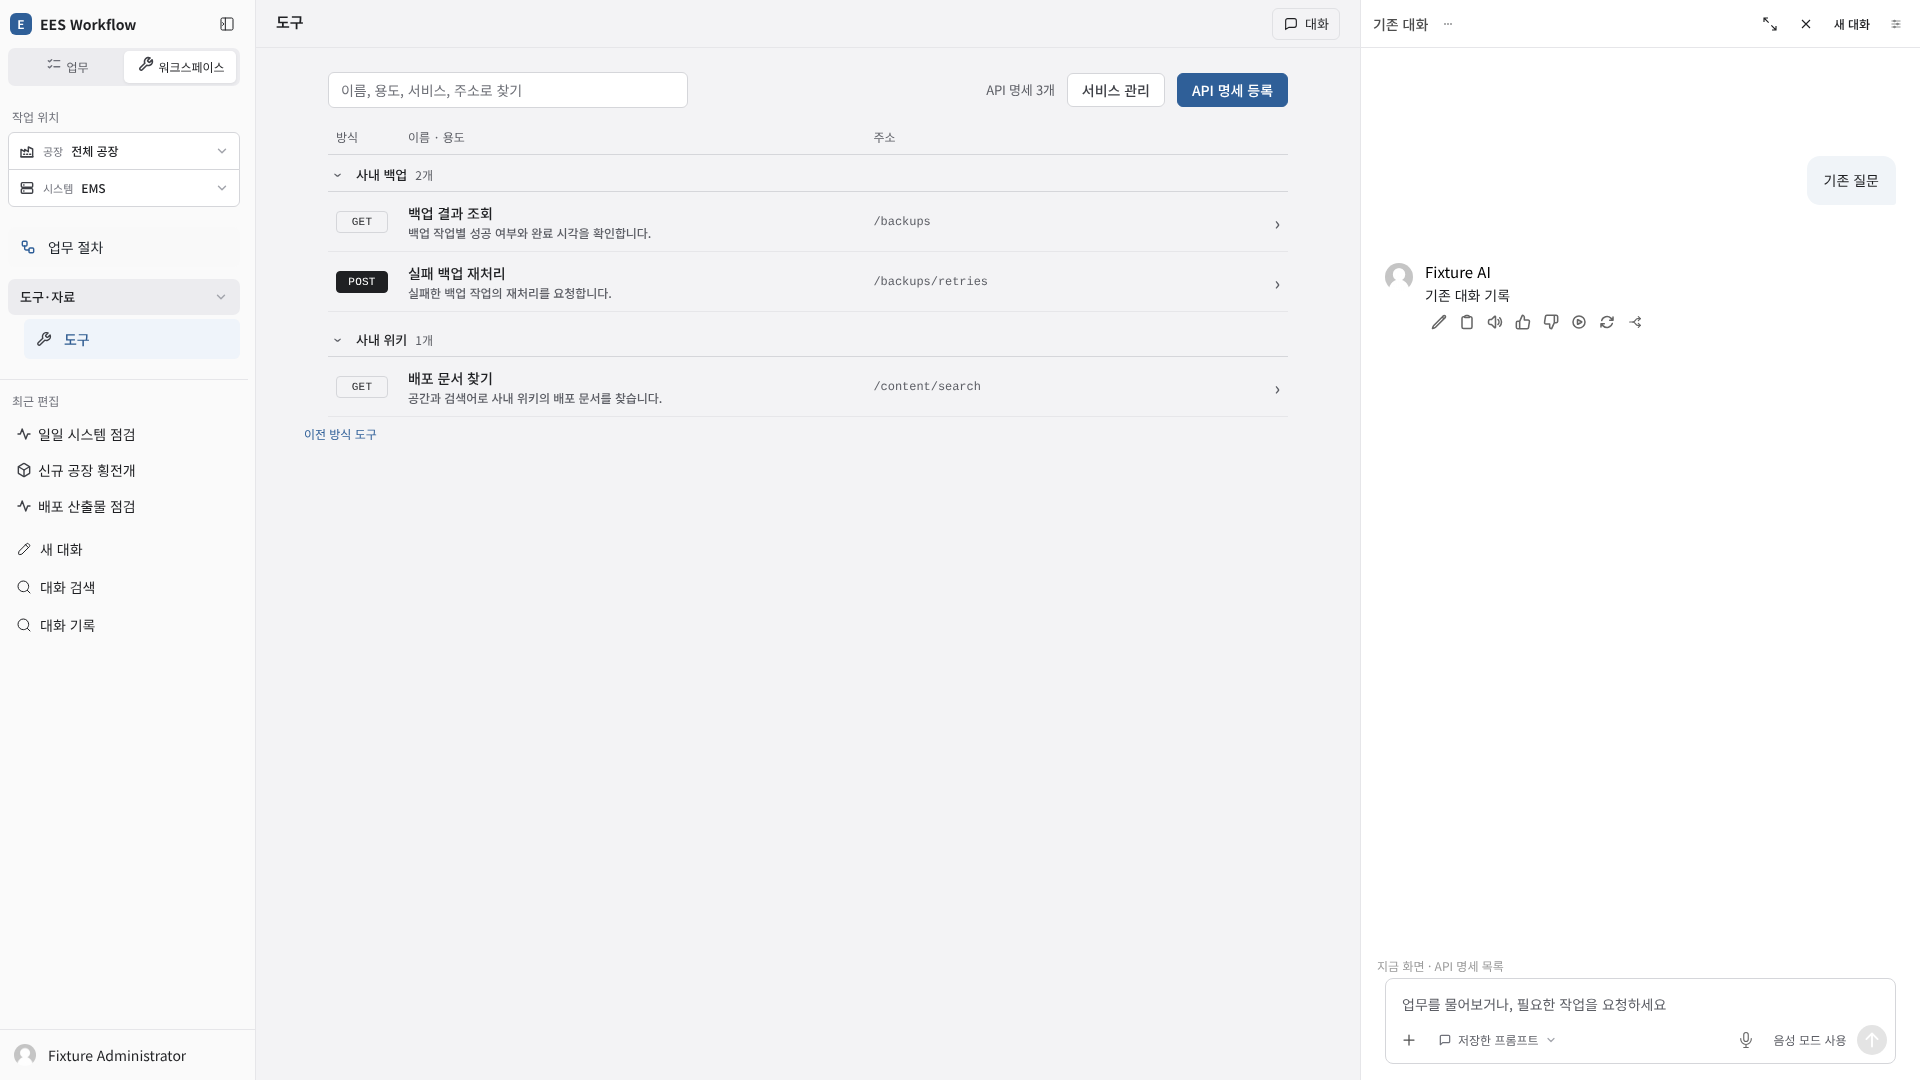 E EES Workflow
업무
워크스페이스
작업 위치
공장 전체 공장
시스템 EMS
업무 절차
도구·자료
도구
최근 편집
일일 시스템 점검
신규 공장 횡전개
배포 산출물 점검
새 대화
대화 검색
대화 기록
Fixture Administrator
도구
대화
이름, 용도, 서비스, 주소로 찾기
API 명세 3개
서비스 관리
API 명세 등록
방식 이름 · 용도 주소
사내 백업 2개
GET 백업 결과 조회 /backups
백업 작업별 성공 여부와 완료 시각을 확인합니다.
POST 실패 백업 재처리 /backups/retries
실패한 백업 작업의 재처리를 요청합니다.
사내 위키 1개
GET 배포 문서 찾기 /content/search
공간과 검색어로 사내 위키의 배포 문서를 찾습니다.
이전 방식 도구
기존 대화
새 대화
기존 질문
Fixture AI
기존 대화 기록
지금 화면 · API 명세 목록
업무를 물어보거나, 필요한 작업을 요청하세요
저장한 프롬프트
음성 모드 사용